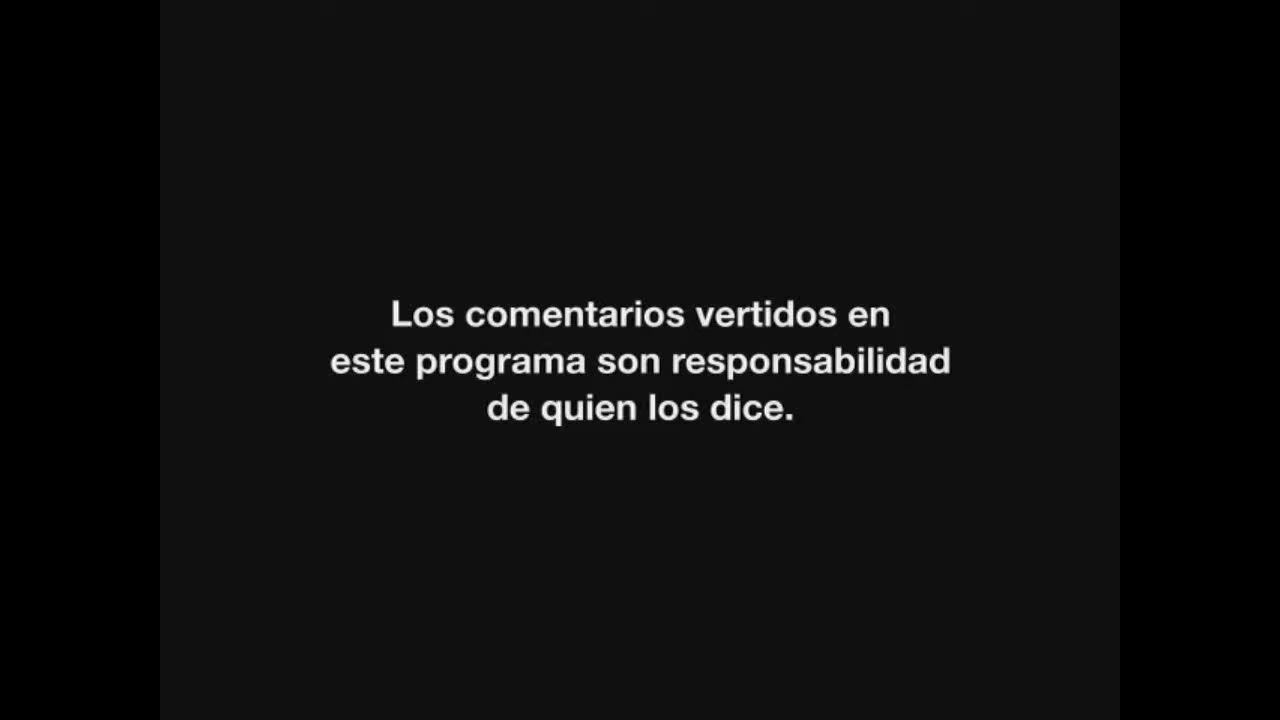 Los comentarios vertidos en
este programa son responsabilidad
de quien los dice.